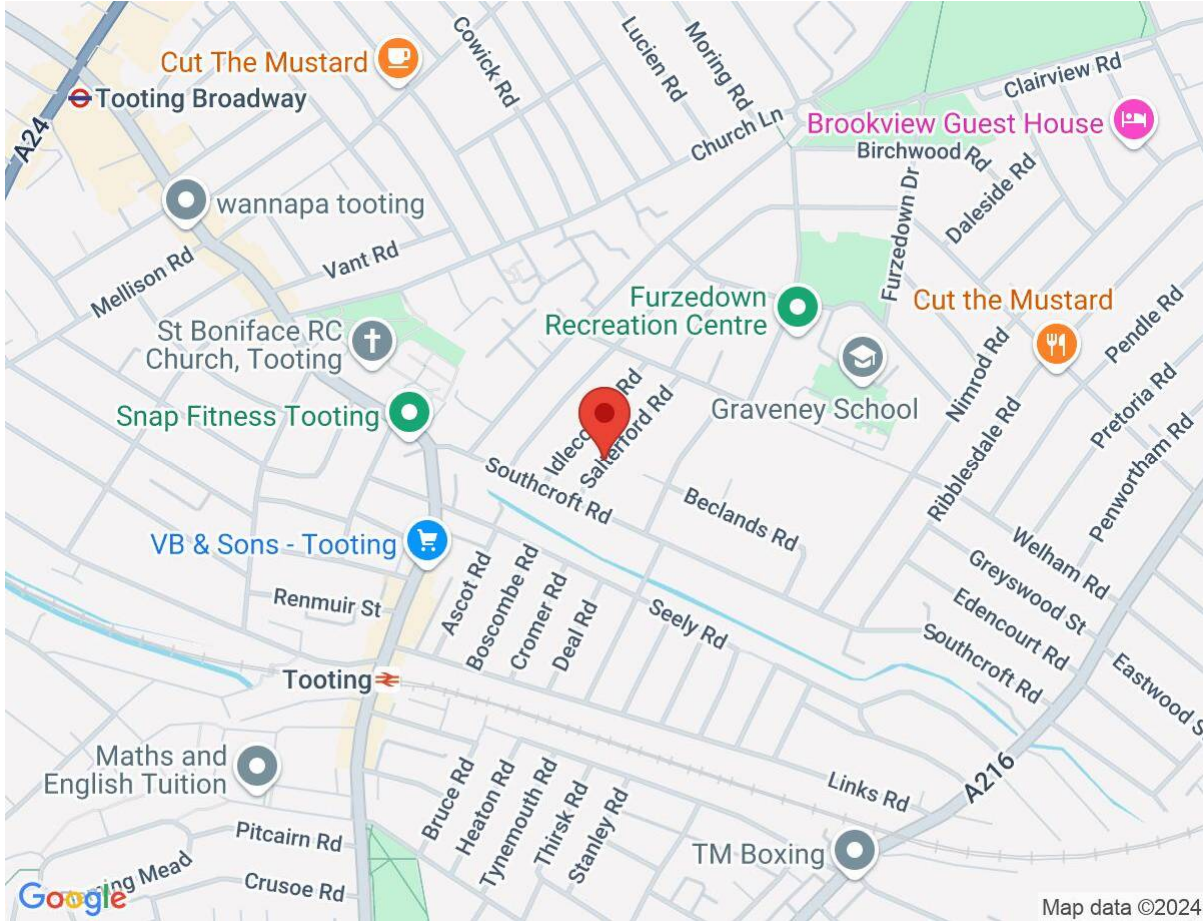 Cut The Mustard
Cowick Rd
Lucien Rd
Moring Rd
Clairview Rd
Tooting Broadway
A24
Church Ln
Brookview Guest House
Birchwood Rd
Daleside Rd
Furzedown Dr
wannapa tooting
Vant Rd
Mellison Rd
Furzedown
Recreation Centre
Cut the Mustard
Pendle Rd
St Boniface RC
Church, Tooting
Nimrod Rd
Pretoria Rd
Graveney School
Snap Fitness Tooting
Rd
Salterford Rd
Ribblesdale Rd
Penwortham Rd
Southcroft Rd
Beclands Rd
VB & Sons - Tooting
Welham Rd
Greyswood St
Edencourt Rd
Southcroft Rd
Eastwood S
Renmuir St
Ascot Rd
Boscombe Rd
Cromer Rd
Deal Rd
Seely Rd
Tooting
Maths and
English Tuition
Bruce Rd
Heaton Rd
Tynemouth Rd
Thirsk Rd
Stanley Rd
Links Rd
A216
TM Boxing
Pitcairn Rd
Mead
Crusoe Rd
Google
Map data ©2024